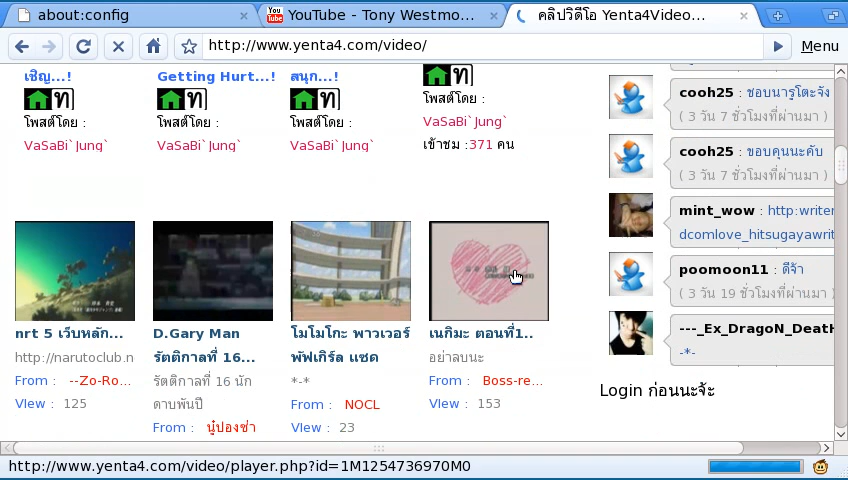 about:config
YouTube - Tony Westmo...
คลิปวิดีโอ Yenta4Video...
http://www.yenta4.com/video/
Menu
เชิญ...!
ท
โพสต์โดย :
VaSaBi`Jung`
Getting Hurt...!
ท
โพสต์โดย :
VaSaBi`Jung`
สนุก...!
ท
โพสต์โดย :
VaSaBi`Jung`
ท
โพสต์โดย :
VaSaBi`Jung`
เข้าชม :371 คน
nrt 5 เว็บหลัก...
http://narutoclub.n
From : --Zo-Ro...
VIew : 125
D.Gary Man
รัตติกาลที่ 16...
รัตติกาลที่ 16 นัก
ดาบพันปี
From : นู๋ปองซ่า
โมโมโกะ พาวเวอร์
พัฟเกิร์ล แซด
*-*
From : NOCL
VIew : 23
เนกิมะ ตอนที่1..
อย่าลบนะ
From : Boss-re...
VIew : 153
cooh25 : ชอบนารูโตะจัง
( 3 วัน 7 ชั่วโมงที่ผ่านมา )
cooh25 : ขอบคุนนะคับ
( 3 วัน 7 ชั่วโมงที่ผ่านมา )
mint_wow : http:writer
dcomlove_hitsugayawrit
poomoon11 : ดีจ้า
( 3 วัน 19 ชั่วโมงที่ผ่านมา )
---_Ex_DragoN_DeatH
-*-
Login ก่อนนะจ้ะ
http://www.yenta4.com/video/player.php?id=1M1254736970M0